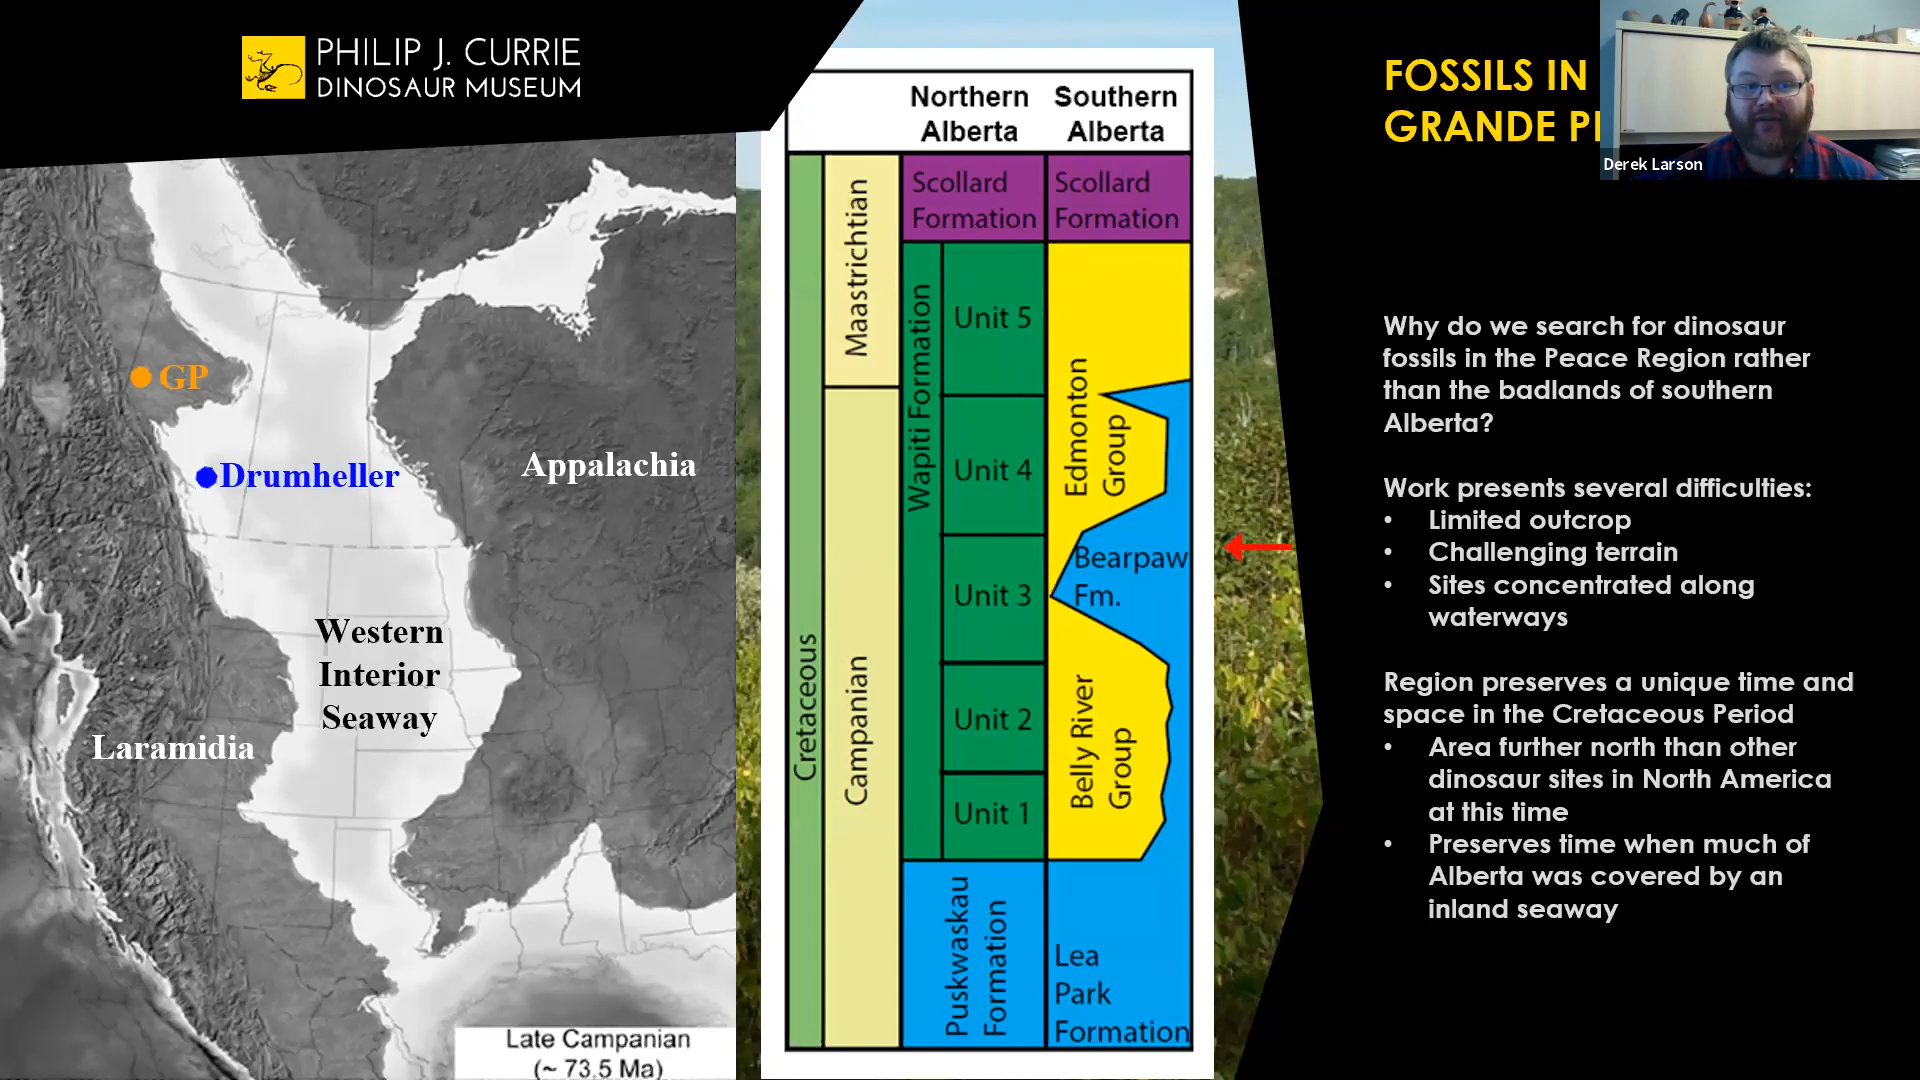 PHILIP J. CURRIE
DINOSAUR MUSEUM
GP
Drumheller
Appalachia
Western
Interior
Seaway
Laramidia
Late Campanian
(~ 73.5 Ma)
Northern
Alberta
Southern
Alberta
Cretaceous
Maastrichtian
Campanian
Scollard
Formation
Scollard
Formation
Wapiti Formation
Unit 5
Unit 4
Unit 3
Unit 2
Unit 1
Edmonton
Group
Bearpaw
Fm.
Belly River
Group
Puskwaskau
Formation
Lea
Park
Formation
FOSSILS IN
GRANDE
Derek Larson
Why do we search for dinosaur
fossils in the Peace Region rather
than the badlands of southern
Alberta?
Work presents several difficulties:
• Limited outcrop
• Challenging terrain
• Sites concentrated along
waterways
Region preserves a unique time and
space in the Cretaceous Period
• Area further north than other
dinosaur sites in North America
at this time
• Preserves time when much of
Alberta was covered by an
inland seaway